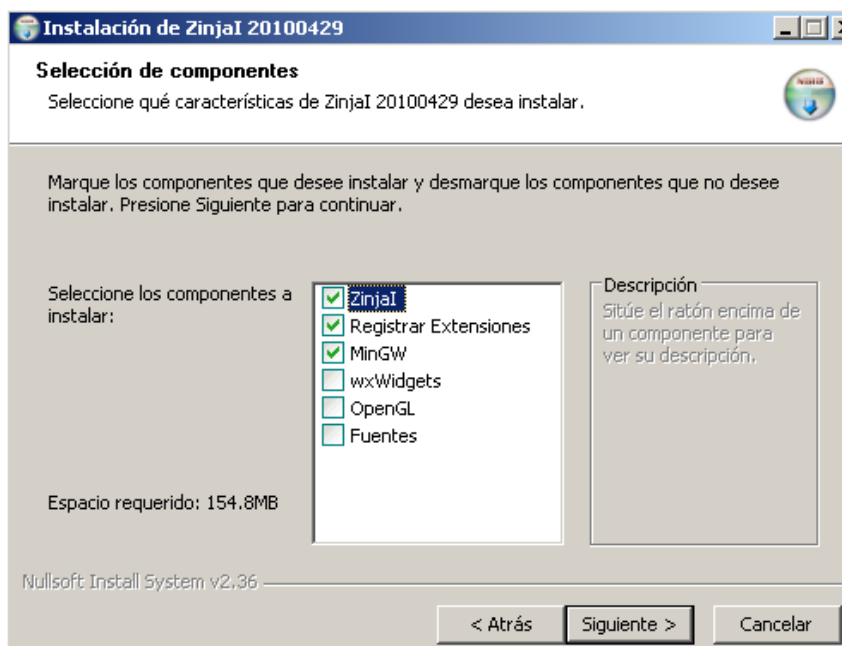 Instalación de ZinjaI 20100429
Selección de componentes
Seleccione qué características de ZinjaI 20100429 desea instalar.
Marque los componentes que desee instalar y desmarque los componentes que no desee
instalar. Presione Siguiente para continuar.
Seleccione los componentes a
instalar:
ZinjaI
Registrar Extensiones
MinGW
wxWidgets
OpenGL
Fuentes
Descripción
Sitúe el ratón encima de
un componente para
ver su descripción.
Espacio requerido: 154.8MB
Nullsoft Install System v2.36
< Atrás
Siguiente >
Cancelar